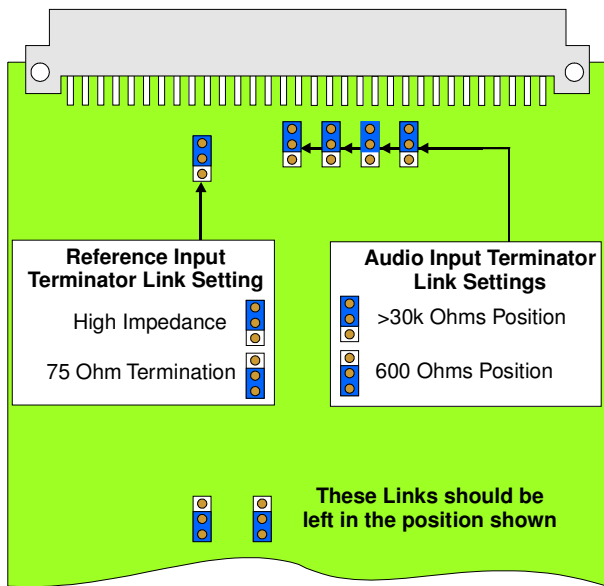 Reference Input
Terminator Link Setting
High Impedance
75 Ohm Termination
Audio Input Terminator
Link Settings
>30k Ohms Position
600 Ohms Position
These Links should be
left in the position shown